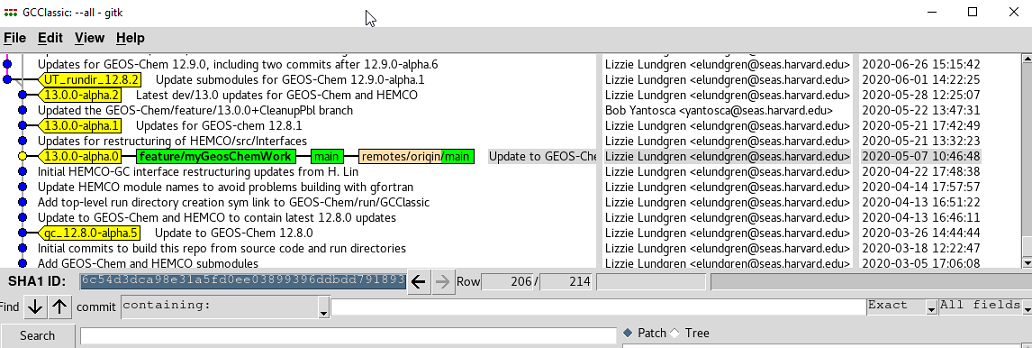 GCClassic: --all - gitk
File Edit View Help
Updates for GEOS-Chem 12.9.0, including two commits after 12.9.0-alpha.6 Lizzie Lundgren <elundren@seas.harvard.edu> 2020-06-26 15:15:42
UT_rundir_12.8.2 Update submodules for GEOS-Chem 12.9.0-alpha.1 Lizzie Lundgren <elundgren@seas.harvard.edu> 2020-06-01 14:22:25
13.0.0-alpha.2 Latest dev/13.0 updates for GEOS-Chem and HEMCO Lizzie Lundgren <elundgren@seas.harvard.edu> 2020-05-28 12:25:07
Updated the GEOS-Chem/feature/13.0.0+CleanupPbl branch Bob Yantosca <yantosca@seas.harvard.edu> 2020-05-22 13:47:31
13.0.0-alpha.1 Updates for GEOS-chem 12.8.1 Lizzie Lundgren <elundgren@seas.harvard.edu> 2020-05-21 17:42:49
Updates for restructuring of HEMCO/src/Interfaces Lizzie Lundgren <elundgren@seas.harvard.edu> 2020-05-21 13:32:23
13.0.0-alpha.0 feature/myGeosChemWork main remotes/origin/main Update to GEOS-Che Lizzie Lundgren <elundgren@seas.harvard.edu> 2020-05-07 10:46:48
Initial HEMCO-GC interface restructuring updates from H. Lin Lizzie Lundgren <elundgren@seas.harvard.edu> 2020-04-22 17:48:38
Update HEMCO module names to avoid problems building with gfortran Lizzie Lundgren <elundgren@seas.harvard.edu> 2020-04-14 17:57:57
Add top-level run directory creation sym link to GEOS-Chem/run/GCClassic Lizzie Lundgren <elundgren@seas.harvard.edu> 2020-04-13 16:51:22
Update to GEOS-Chem and HEMCO to contain latest 12.8.0 updates Lizzie Lundgren <elundgren@seas.harvard.edu> 2020-04-13 16:46:11
gc_12.8.0-alpha.5 Update to GEOS-Chem 12.8.0 Lizzie Lundgren <elundgren@seas.harvard.edu> 2020-03-26 14:44:44
Initial commits to build this repo from source code and run directories Lizzie Lundgren <elundgren@seas.harvard.edu> 2020-03-18 12:22:47
Add GEOS-Chem and HEMCO submodules Lizzie Lundgren <elundgren@seas.harvard.edu> 2020-03-05 17:06:08
SHA1 ID: 6c54d3dca98e31a5fd0ee03899396ddbdd791893 Row 206 / 214
Find commit containing: Exact All fields
Search Patch Tree